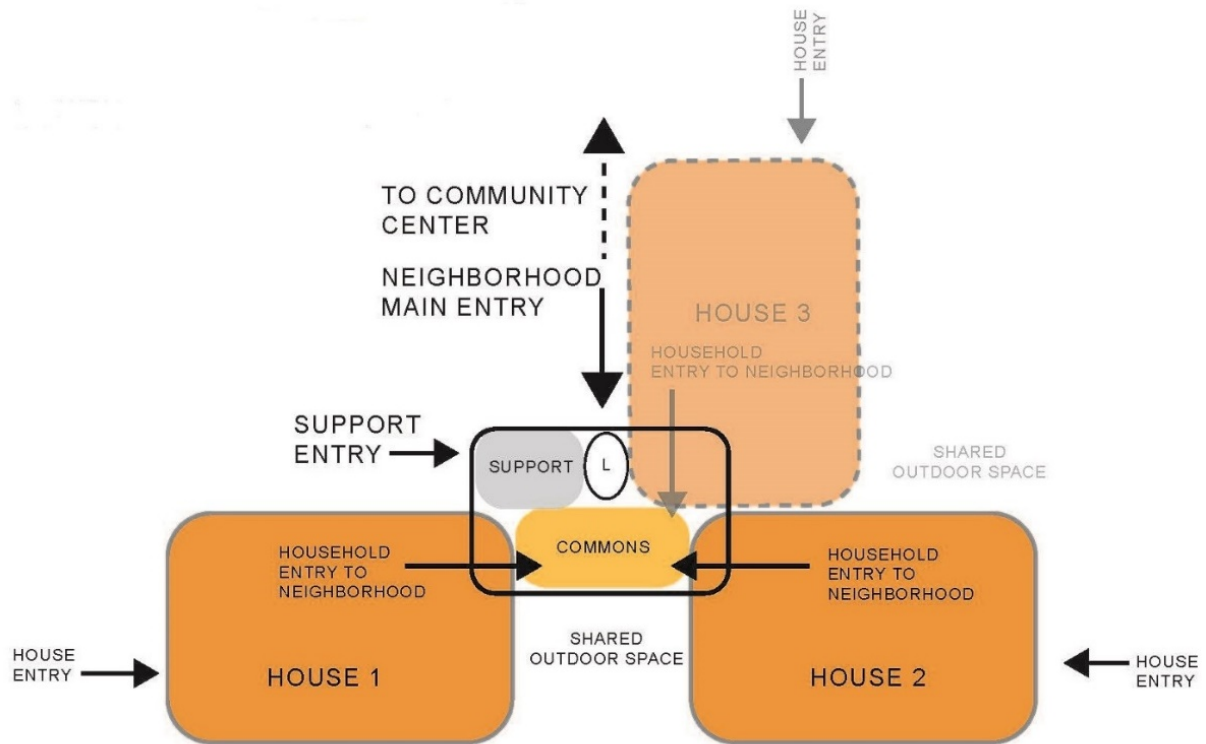 HOUSE
ENTRY
TO COMMUNITY
CENTER
NEIGHBORHOOD
MAIN ENTRY
HOUSE 3
HOUSEHOLD
ENTRY TO NEIGHBORHOOD
SUPPORT
ENTRY
SUPPORT
L
SHARED
OUTDOOR SPACE
COMMONS
HOUSEHOLD
ENTRY TO
NEIGHBORHOOD
HOUSEHOLD
ENTRY TO
NEIGHBORHOOD
HOUSE
ENTRY
HOUSE 1
SHARED
OUTDOOR SPACE
HOUSE 2
HOUSE
ENTRY